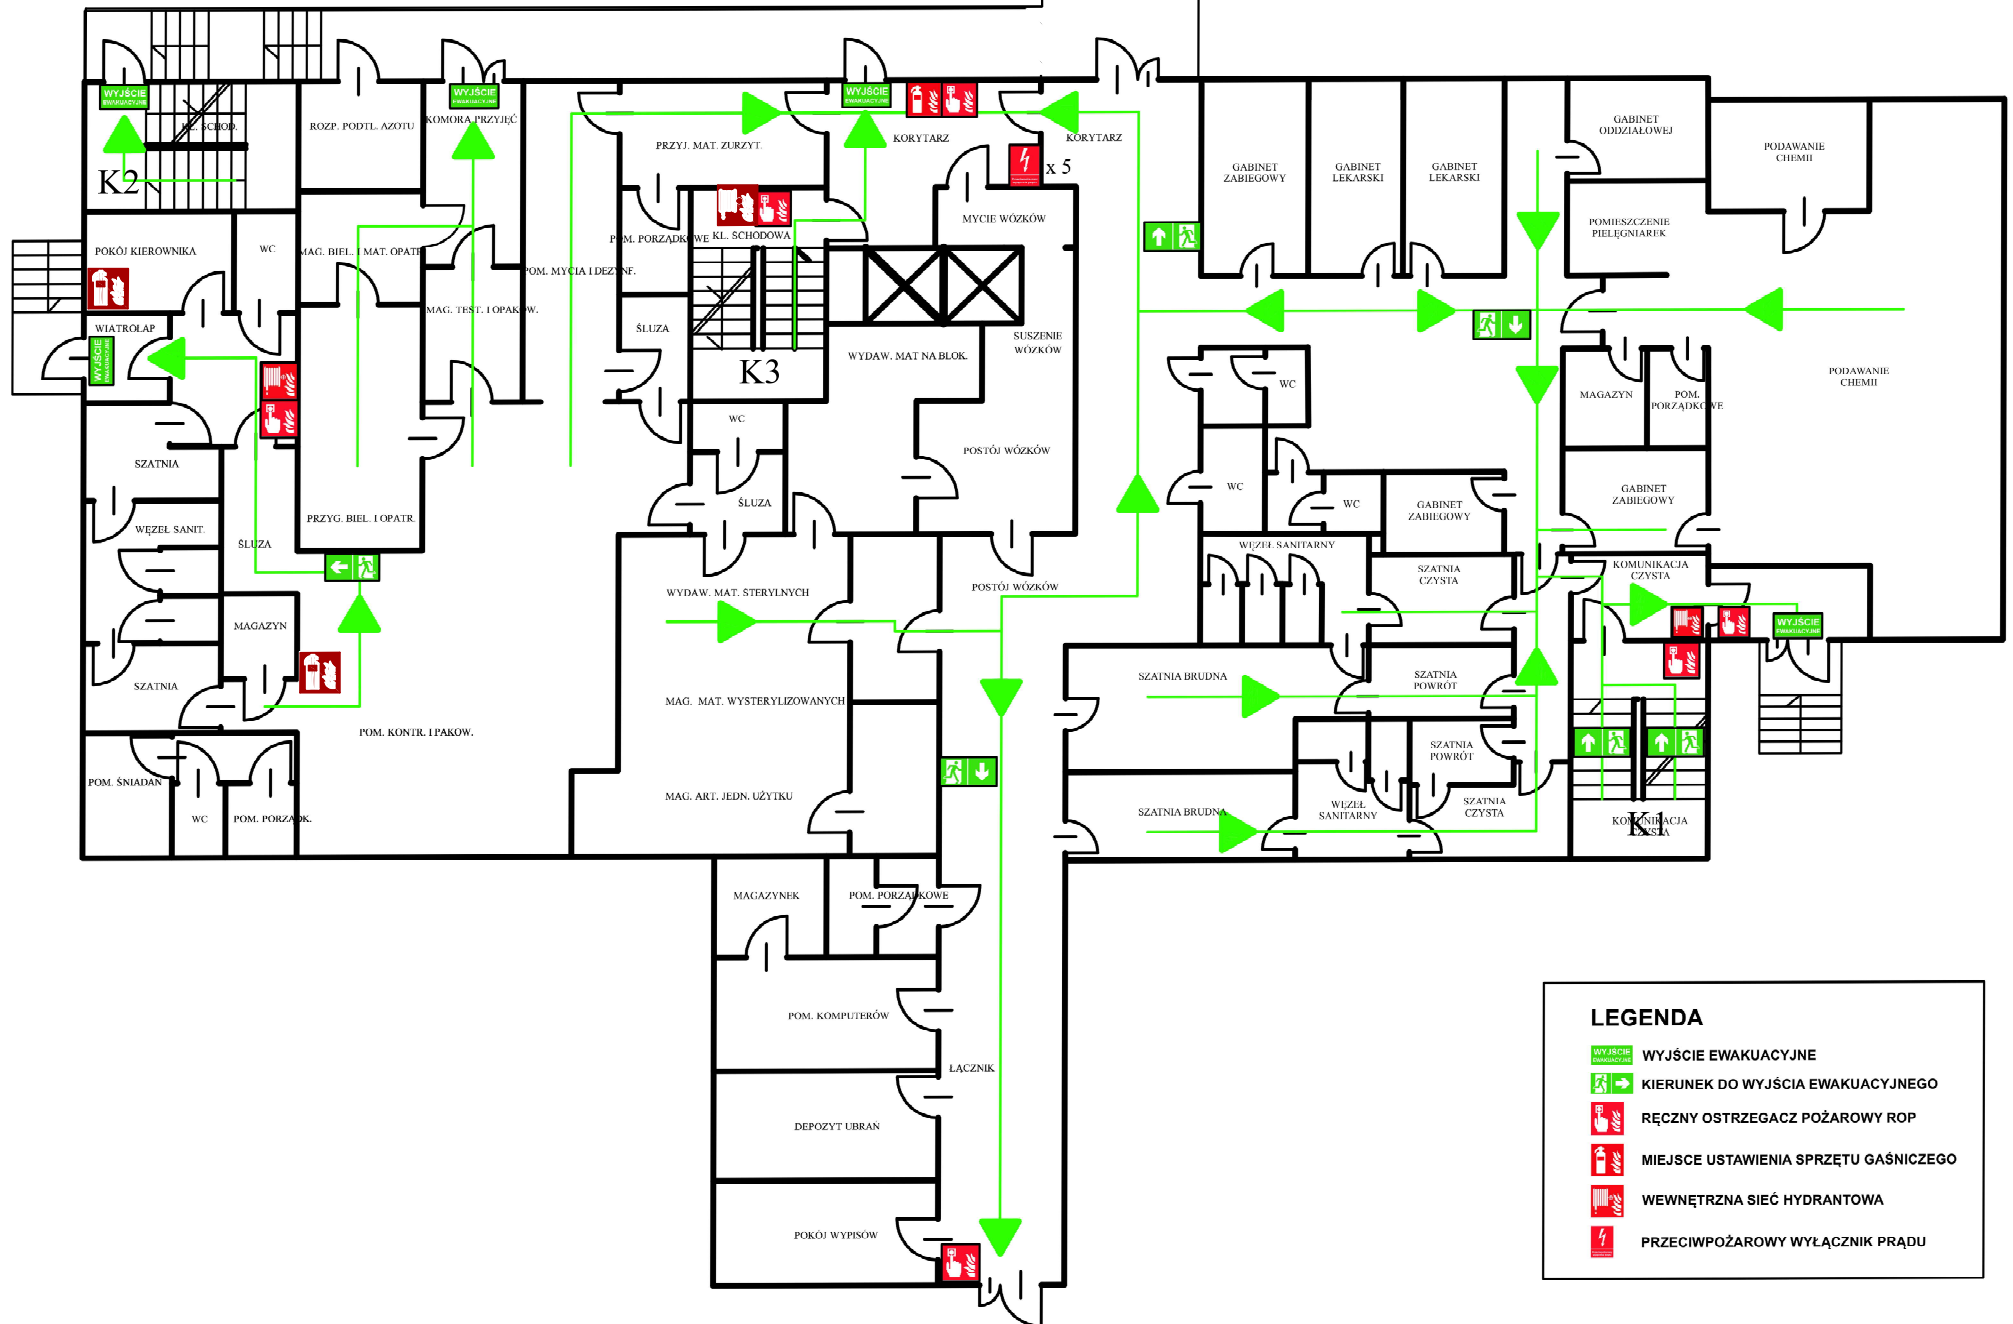 WYJŚCIE
EWAKUACYJNE
KL. SCHOD.
K2
ROZP. PODTL. AZOTU
WYJŚCIE
EWAKUACYJNE
KOMORA PRZYJĘĆ
PRZYJ. MAT. ZURZYT.
WYJŚCIE
EWAKUACYJNE
KORYTARZ
KORYTARZ
x 5
GABINET
ZABIEGOWY
GABINET
LEKARSKI
GABINET
LEKARSKI
GABINET
ODDZIAŁOWEJ
PODAWANIE
CHEMII
POKÓJ KIEROWNIKA
WC
MAG. BIEL. I MAT. OPATR.
POM. MYCIA I DEZYNF.
POM. PORZĄDKOWE
KL. SCHODOWA
MYCIE WÓZKÓW
POMIESZCZENIE
PIELĘGNIAREK
WIATROŁAP
WYJŚCIE
EWAKUACYJNE
MAG. TEST. I OPAKOW.
ŚLUZA
K3
WYDAW. MAT NA BLOK.
SUSZENIE
WÓZKÓW
WC
MAGAZYN
POM.
PORZĄDKOWE
PODAWANIE
CHEMII
SZATNIA
WC
POSTÓJ WÓZKÓW
WĘZEŁ SANIT.
ŚLUZA
PRZYG. BIEL. I OPATR.
ŚLUZA
WC
WC
GABINET
ZABIEGOWY
GABINET
ZABIEGOWY
WĘZEŁ SANITARNY
SZATNIA
CZYSTA
KOMUNIKACJA
CZYSTA
WYDAW. MAT. STERYLNYCH
POSTÓJ WÓZKÓW
MAGAZYN
WYJŚCIE
EWAKUACYJNE
SZATNIA
MAG. MAT. WYSTERYLIZOWANYCH
SZATNIA BRUDNA
SZATNIA
POWRÓT
POM. KONTR. I PAKOW.
SZATNIA
POWRÓT
POM. ŚNIADAŃ
WC
POM. PORZĄDK.
MAG. ART. JEDN. UŻYTKU
SZATNIA BRUDNA
WĘZEŁ
SANITARNY
SZATNIA
CZYSTA
KOMUNIKACJA
CZYSTA
K1
MAGAZYNEK
POM. PORZĄDKOWE
POM. KOMPUTERÓW
ŁĄCZNIK
DEPOZYT UBRAŃ
POKÓJ WYPISÓW
LEGENDA
WYJŚCIE
EWAKUACYJNE
WYJŚCIE EWAKUACYJNE
KIERUNEK DO WYJŚCIA EWAKUACYJNEGO
RĘCZNY OSTRZEGACZ POŻAROWY ROP
MIEJSCE USTAWIENIA SPRZĘTU GAŚNICZEGO
WEWNĘTRZNA SIEĆ HYDRANTOWA
PRZECIWPOŻAROWY WYŁĄCZNIK PRĄDU